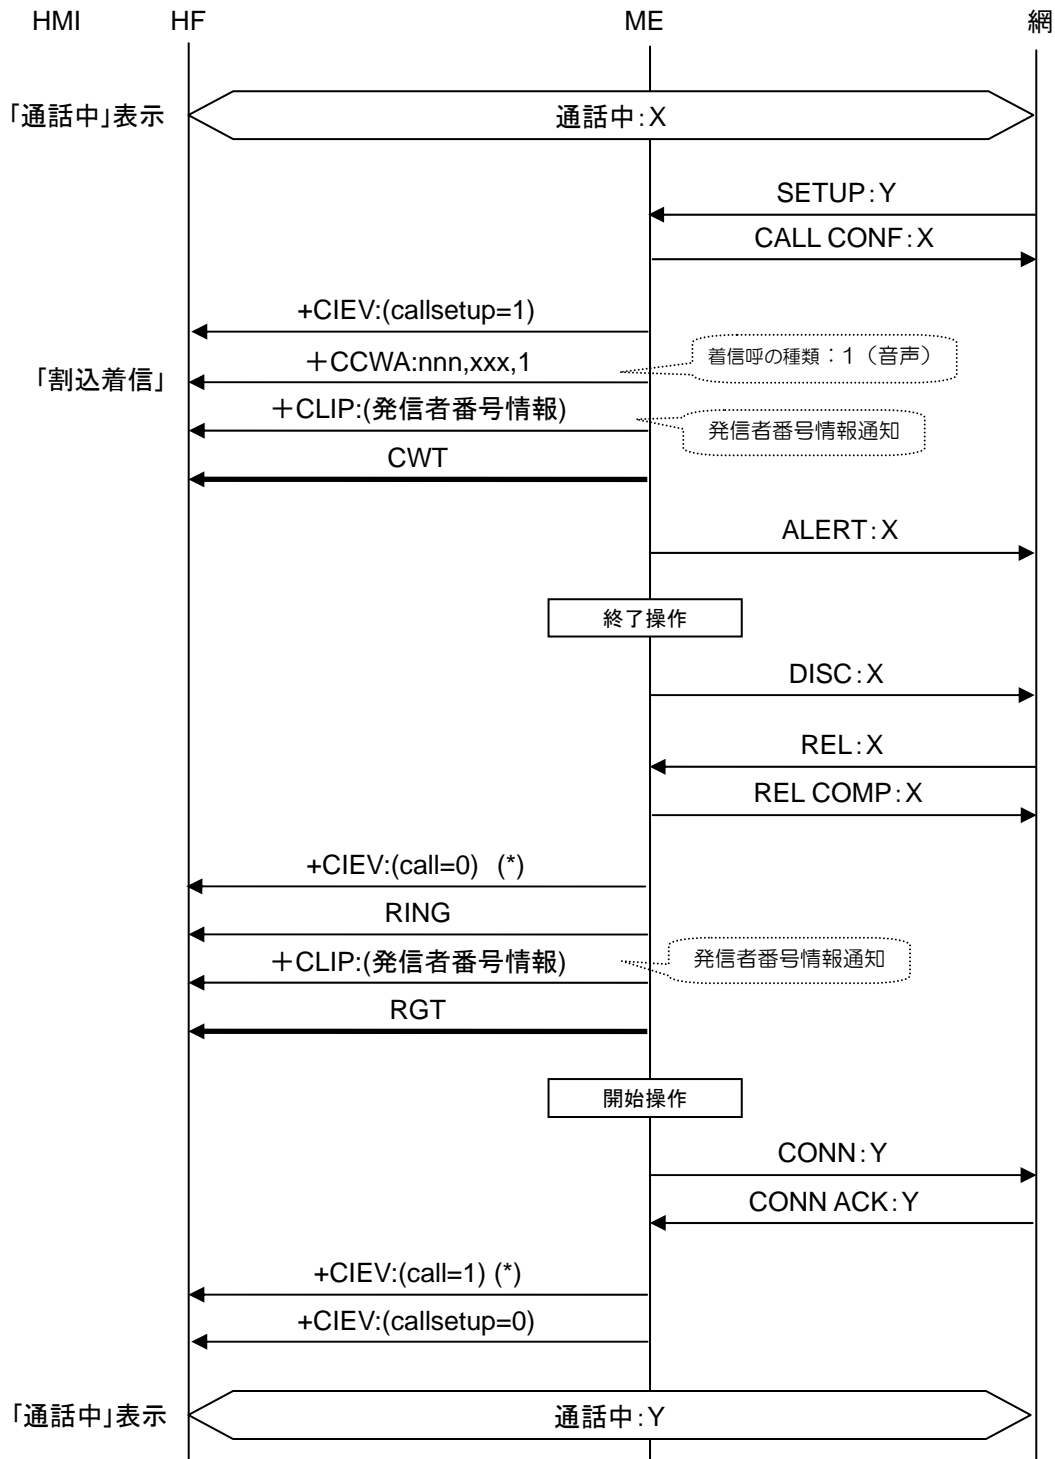 HMI HF ME 網
「通話中」表示 通話中:X
SETUP:Y
CALL CONF:X
+CIEV:(callsetup=1)
着信呼の種類:1(音声)
+CCWA:nnn,xxx,1
「割込着信」
+CLIP:(発信者番号情報)
発信者番号情報通知
CWT
ALERT:X
終了操作
DISC:X
REL:X
REL COMP:X
+CIEV:(call=0) (*)
RING
+CLIP:(発信者番号情報)
発信者番号情報通知
RGT
開始操作
CONN:Y
CONN ACK:Y
+CIEV:(call=1) (*)
+CIEV:(callsetup=0)
「通話中」表示 通話中:Y